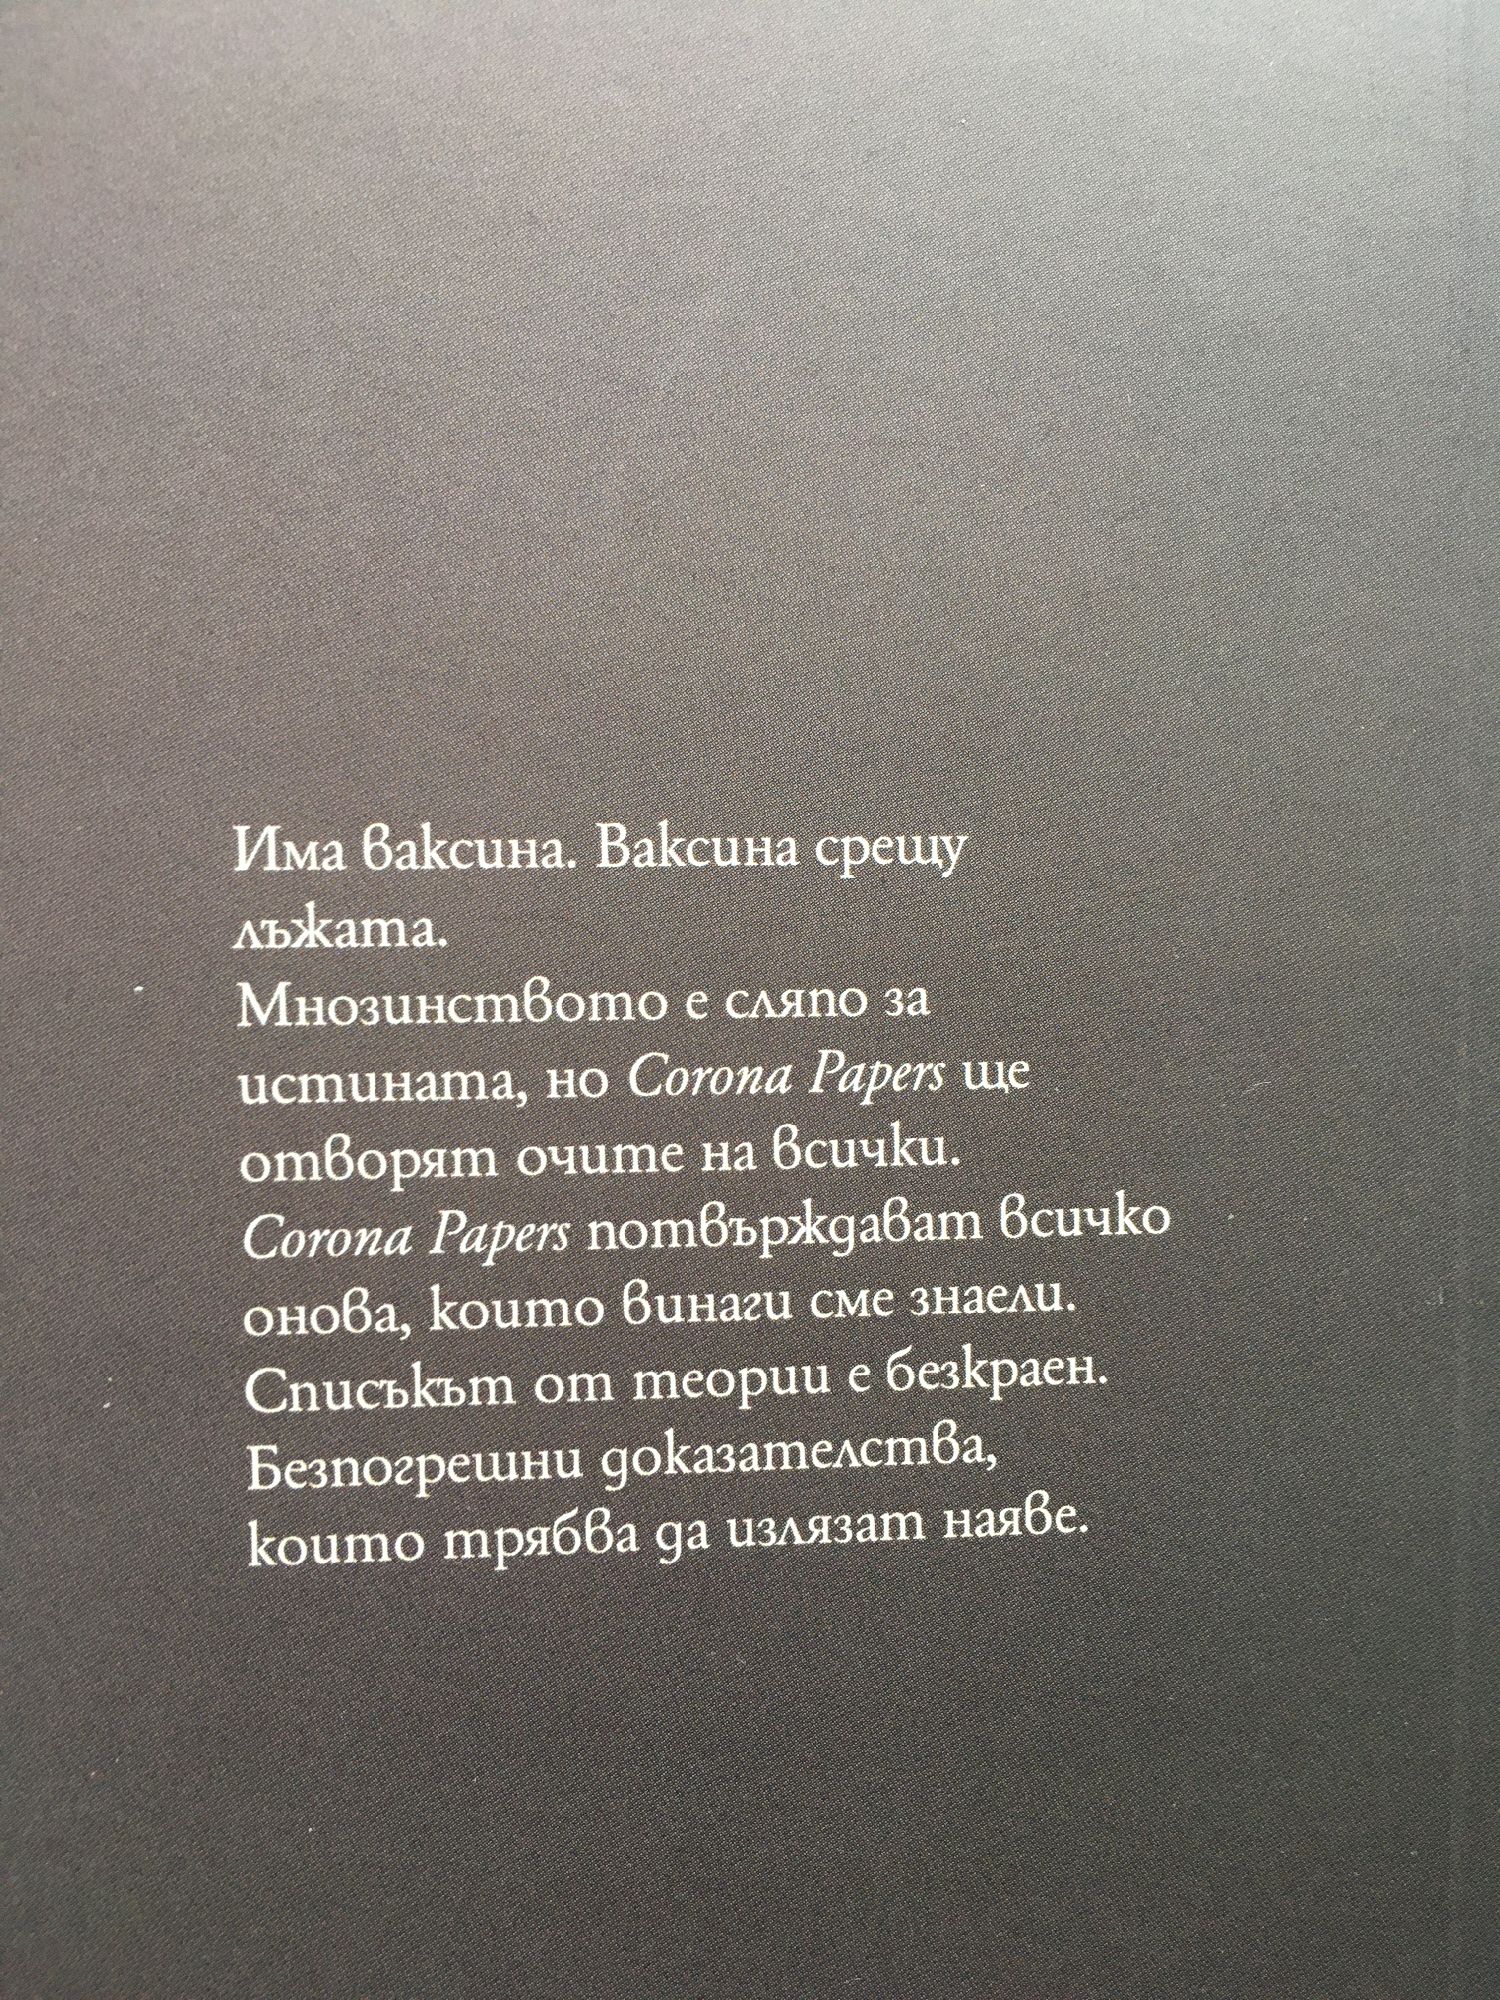 Има ваксина. Ваксина срещу
лъжата.
Мнозинството е сляпо за
истината, но Corona Papers ще
отворят очите на всички.
Corona Papers потвърждават всичко
онова, които винаги сме знаели.
Списъкът от теории е безкраен.
Безпогрешни доказателства,
които трябва да излязат наяве.